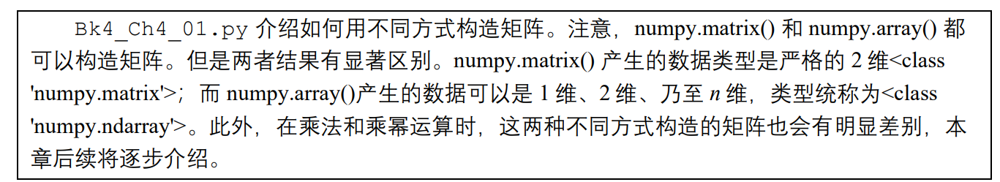 Bk4_Ch4_01.py 介绍如何用不同方式构造矩阵。注意，numpy.matrix() 和 numpy.array() 都
可以构造矩阵。但是两者结果有显著区别。numpy.matrix() 产生的数据类型是严格的 2 维<class
'numpy.matrix'>；而 numpy.array()产生的数据可以是 1 维、2 维、乃至 n 维，类型统称为<class
'numpy.ndarray'>。此外，在乘法和乘幂运算时，这两种不同方式构造的矩阵也会有明显差别，本
章后续将逐步介绍。